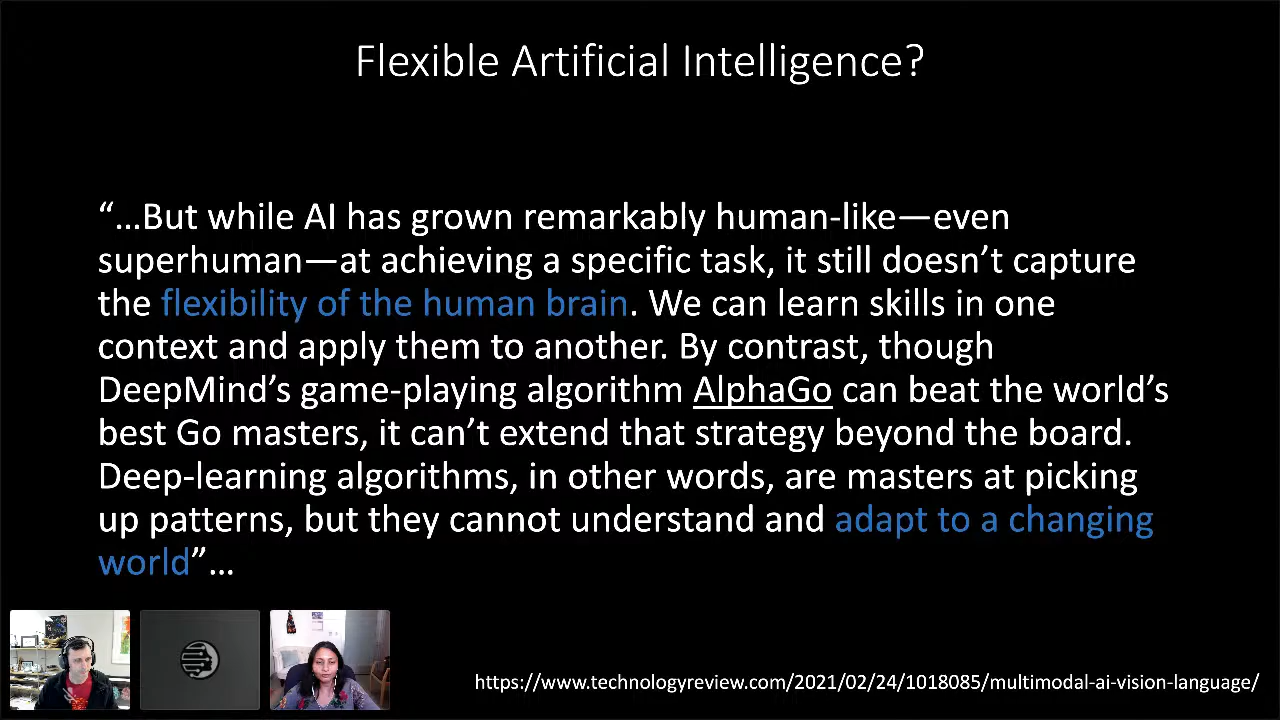 Flexible Artificial Intelligence?
“...But while AI has grown remarkably human-like—even
superhuman—at achieving a specific task, it still doesn’t capture
the flexibility of the human brain. We can learn skills in one
context and apply them to another. By contrast, though
DeepMind’s game-playing algorithm AlphaGo can beat the world’s
best Go masters, it can’t extend that strategy beyond the board.
Deep-learning algorithms, in other words, are masters at picking
up patterns, but they cannot understand and adapt to a changing
world”...
https://www.technologyreview.com/2021/02/24/1018085/multimodal-ai-vision-language/